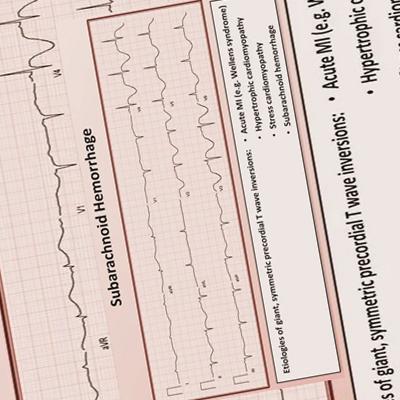 V4
V1
aVR
Subarachnoid Hemorrhage
Etiologies of giant, symmetric precordial T wave inversions:
• Acute MI (e.g. Wellens syndrome)
• Hypertrophic cardiomyopathy
• Stress cardiomyopathy
• Subarachnoid hemorrhage
s of giant, symmetric precordial T wave inversions:
• Acute MI (e.g. W
• Hypertrophic c